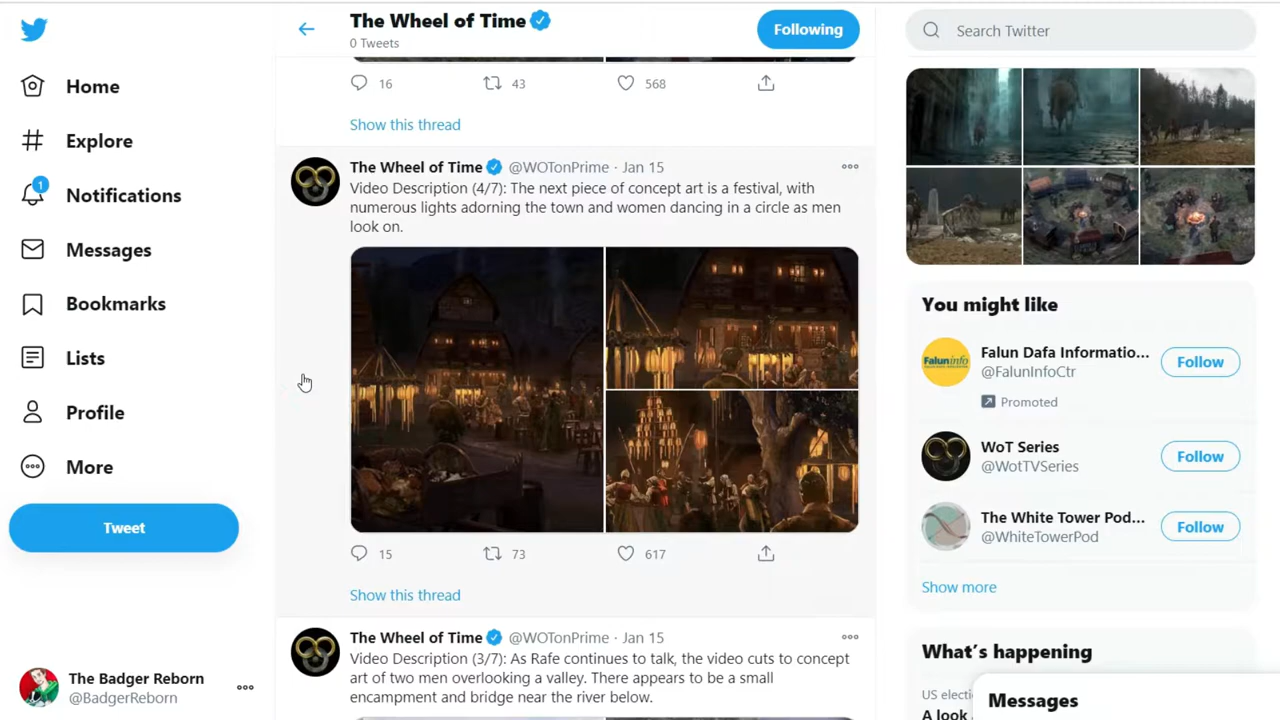 The Wheel of Time
0 Tweets
Following
Search Twitter
Home
Explore
1
Notifications
Messages
Bookmarks
Lists
Profile
More
Tweet
The Badger Reborn
@BadgerReborn
16
43
568
Show this thread
The Wheel of Time @WOTonPrime · Jan 15
Video Description (4/7): The next piece of concept art is a festival, with
numerous lights adorning the town and women dancing in a circle as men
look on.
15
73
617
Show this thread
The Wheel of Time @WOTonPrime · Jan 15
Video Description (3/7): As Rafe continues to talk, the video cuts to concept
art of two men overlooking a valley. There appears to be a small
encampment and bridge near the river below.
You might like
Faluninfo
Falun Dafa Informatio...
@FalunInfoCtr
Follow
Promoted
WoT Series
@WotTVSeries
Follow
The White Tower Pod...
@WhiteTowerPod
Follow
Show more
What's happening
US electi
A look
Messages